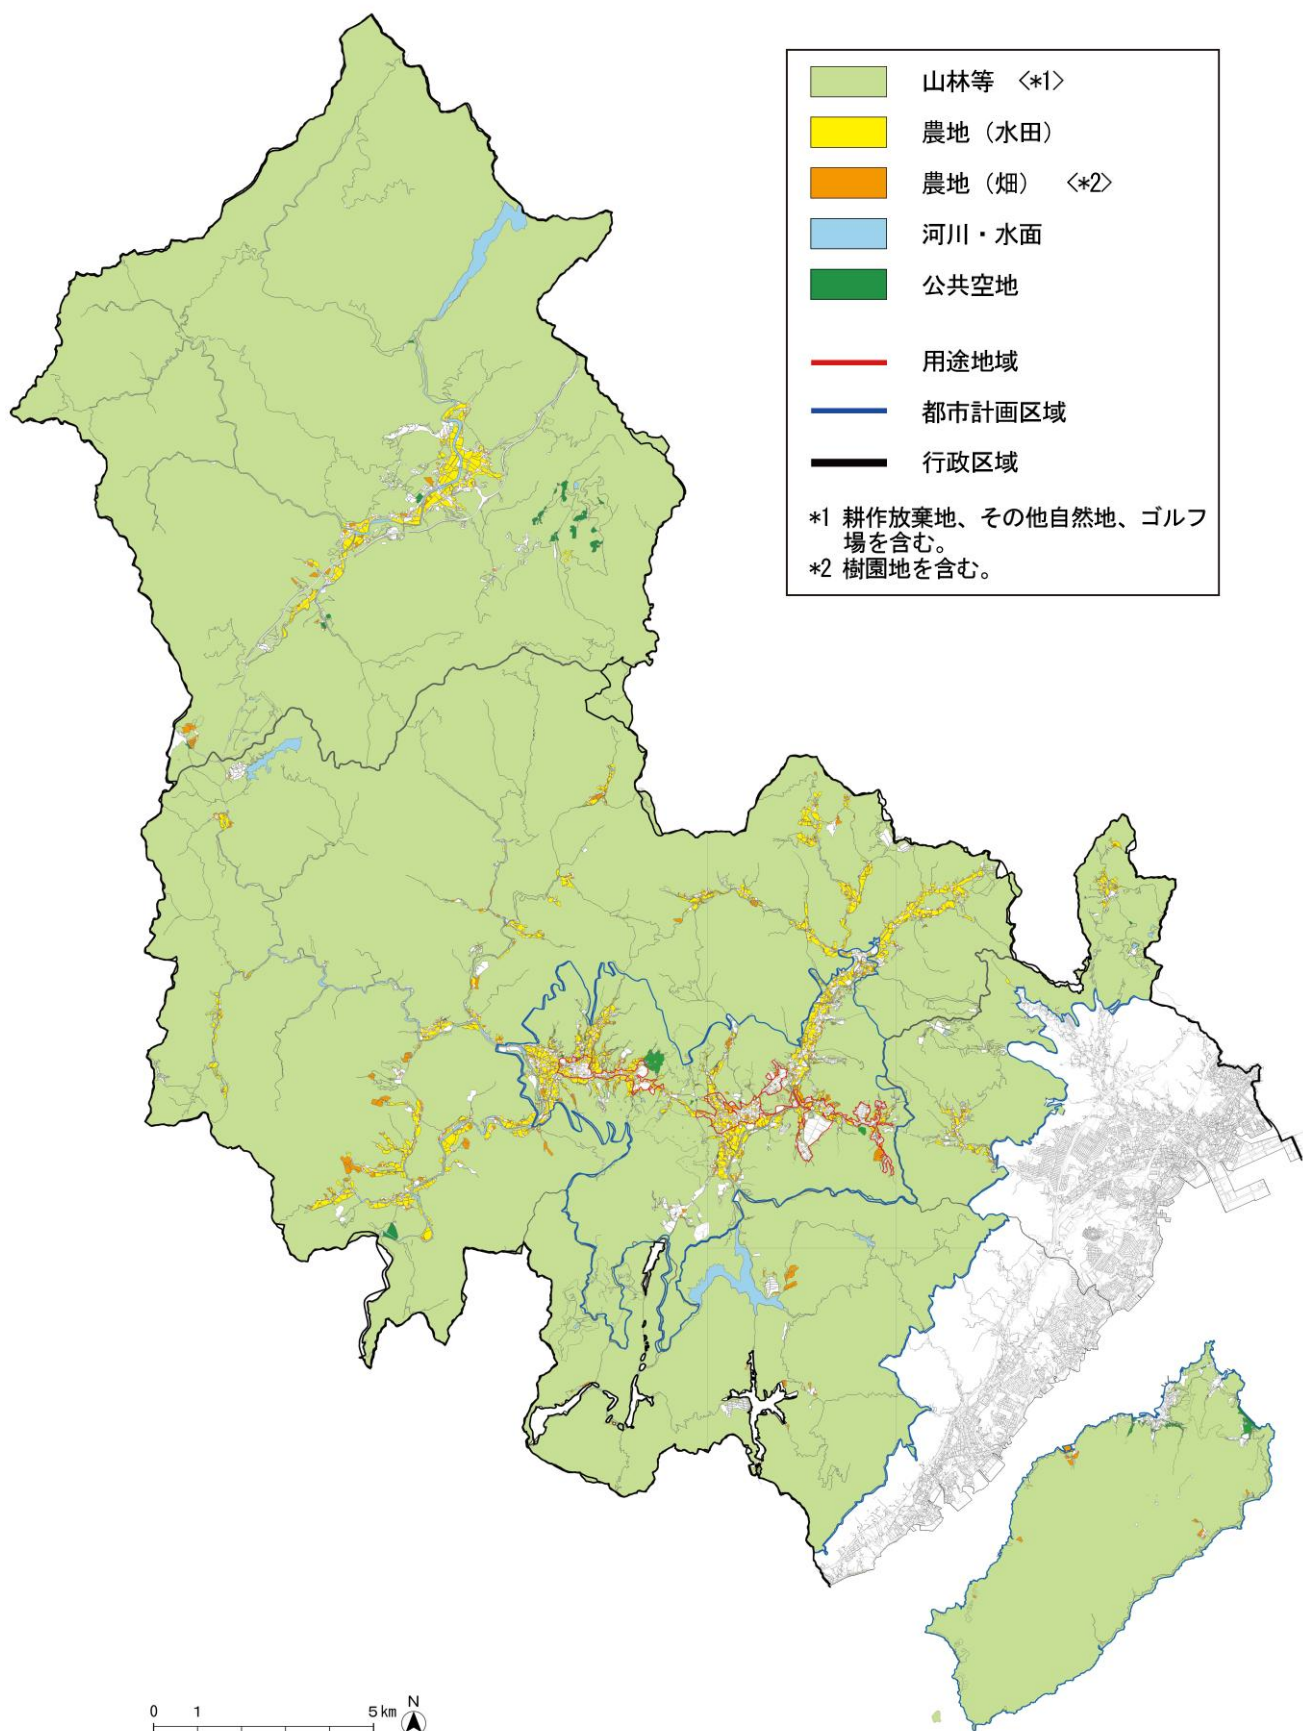 山林等 <*1>
農地（水田）
農地（畑） <*2>
河川・水面
公共空地
用途地域
都市計画区域
行政区域
*1 耕作放棄地、その他自然地、ゴルフ
場を含む。
*2 樹園地を含む。
0 1 5km N